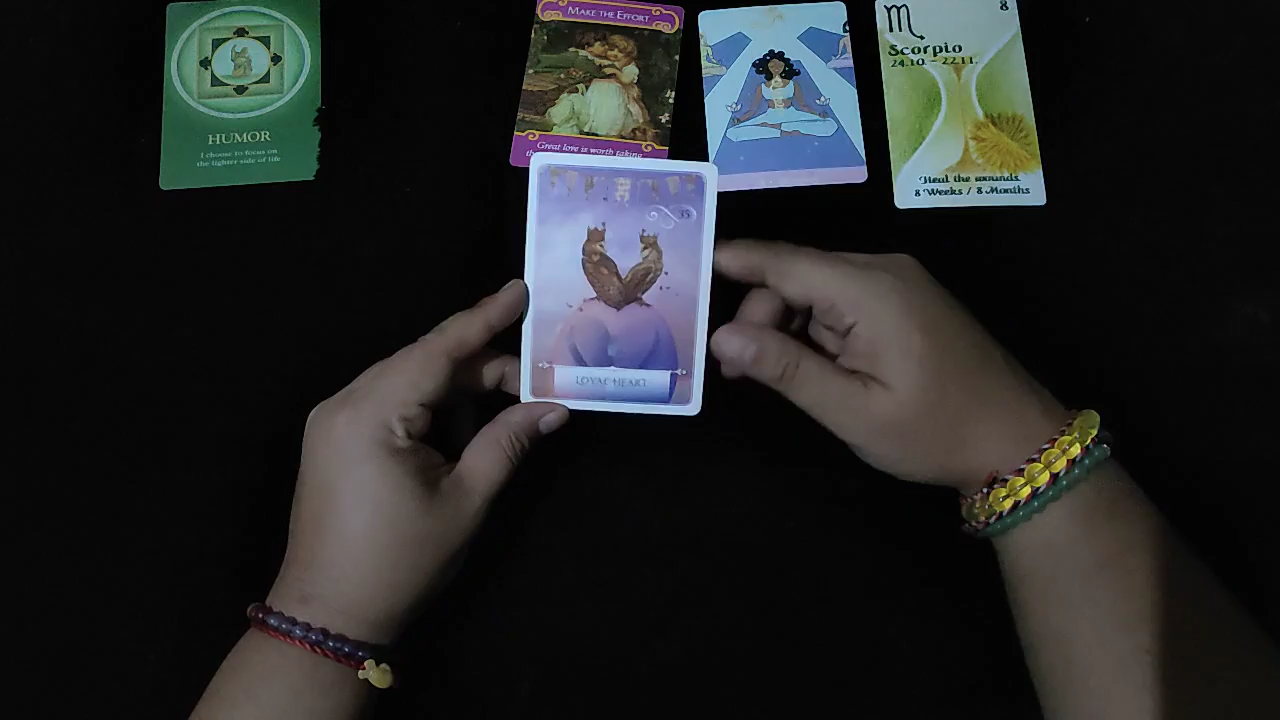 HUMOR
I choose to focus on
the lighter side of life
MAKE THE EFFORT
Great love is worth taking
8
Scorpio
24.10. - 22.11.
Heal the wounds
8 Weeks / 8 Months
35
LOYAL HEART